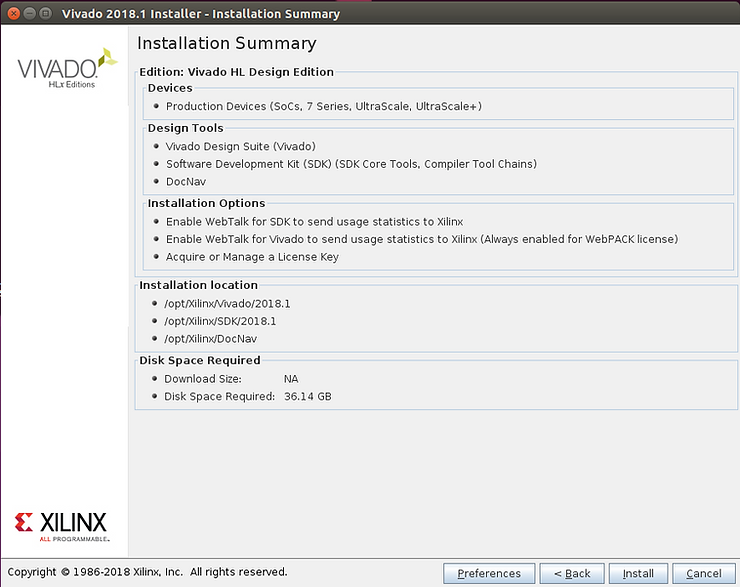 Vivado 2018.1 Installer - Installation Summary
VIVADO.
HLx Editions
Installation Summary
Edition: Vivado HL Design Edition
Devices
Production Devices (SoCs, 7 Series, UltraScale, UltraScale+)
Design Tools
Vivado Design Suite (Vivado)
Software Development Kit (SDK) (SDK Core Tools, Compiler Tool Chains)
DocNav
Installation Options
Enable WebTalk for SDK to send usage statistics to Xilinx
Enable WebTalk for Vivado to send usage statistics to Xilinx (Always enabled for WebPACK license)
Acquire or Manage a License Key
Installation location
/opt/Xilinx/Vivado/2018.1
/opt/Xilinx/SDK/2018.1
/opt/Xilinx/DocNav
Disk Space Required
Download Size: NA
Disk Space Required: 36.14 GB
XILINX
ALL PROGRAMMABLE.
Copyright © 1986-2018 Xilinx, Inc. All rights reserved.
Preferences < Back Install Cancel